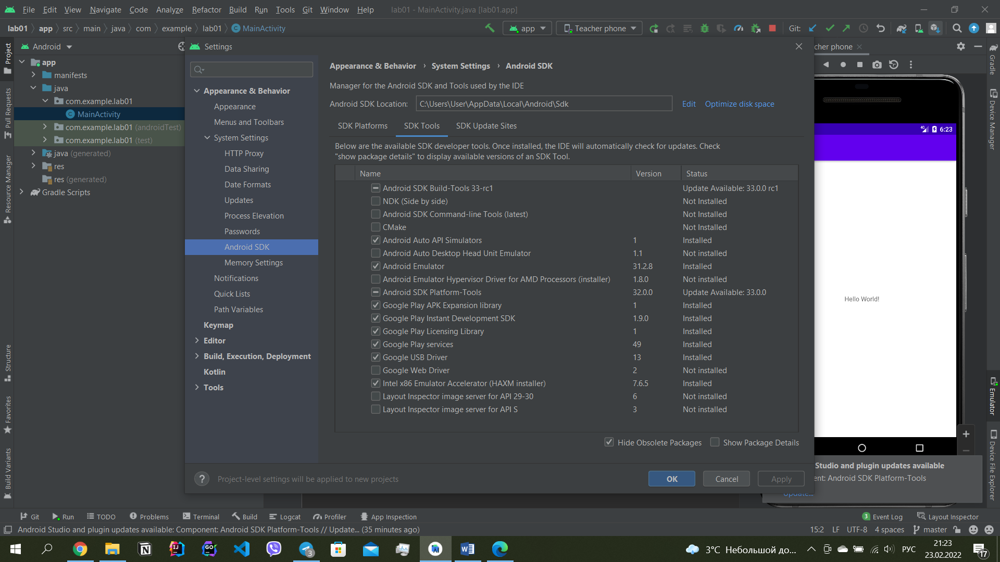 File Edit View Navigate Code Analyze Refactor Build Run Tools Git Window Help lab01 - MainActivity.java [lab01.app]
lab01 app src main java com example lab01 MainActivity app Teacher phone Git:
Android
Settings
cher phone
Project
Pull Requests
Resource Manager
Structure
Favorites
Build Variants
app
manifests
java
com.example.lab01
MainActivity
com.example.lab01 (androidTest)
com.example.lab01 (test)
java (generated)
res
res (generated)
Gradle Scripts
Appearance & Behavior
Appearance
Menus and Toolbars
System Settings
HTTP Proxy
Data Sharing
Date Formats
Updates
Process Elevation
Passwords
Android SDK
Memory Settings
Notifications
Quick Lists
Path Variables
Keymap
Editor
Build, Execution, Deployment
Kotlin
Tools
Appearance & Behavior › System Settings › Android SDK
Manager for the Android SDK and Tools used by the IDE
Android SDK Location: C:\Users\User\AppData\Local\Android\Sdk Edit Optimize disk space
SDK Platforms SDK Tools SDK Update Sites
Below are the available SDK developer tools. Once installed, the IDE will automatically check for updates. Check
"show package details" to display available versions of an SDK Tool.
Name Version Status
Android SDK Build-Tools 33-rc1 Update Available: 33.0.0 rc1
NDK (Side by side) Not Installed
Android SDK Command-line Tools (latest) Not Installed
CMake Not Installed
Android Auto API Simulators 1 Installed
Android Auto Desktop Head Unit Emulator 1.1 Not installed
Android Emulator 31.2.8 Installed
Android Emulator Hypervisor Driver for AMD Processors (installer) 1.8.0 Not installed
Android SDK Platform-Tools 32.0.0 Update Available: 33.0.0
Google Play APK Expansion library 1 Installed
Google Play Instant Development SDK 1.9.0 Installed
Google Play Licensing Library 1 Installed
Google Play services 49 Installed
Google USB Driver 13 Installed
Google Web Driver 2 Not installed
Intel x86 Emulator Accelerator (HAXM installer) 7.6.5 Installed
Layout Inspector image server for API 29-30 6 Not installed
Layout Inspector image server for API S 3 Not installed
Hide Obsolete Packages Show Package Details
? Project-level settings will be applied to new projects OK Cancel Apply
4G 6:23
Hello World!
Studio and plugin updates available
ent: Android SDK Platform-Tools
Update...
Gradle
Device Manager
Emulator
Device File Explorer
Git Run TODO Problems Terminal Build Logcat Profiler App Inspection 3 Event Log Layout Inspector
Android Studio and plugin updates available: Component: Android SDK Platform-Tools // Update... (35 minutes ago) 15:2 LF UTF-8 4 spaces master
3 3°C Небольшой до... РУС 21:23
23.02.2022
17